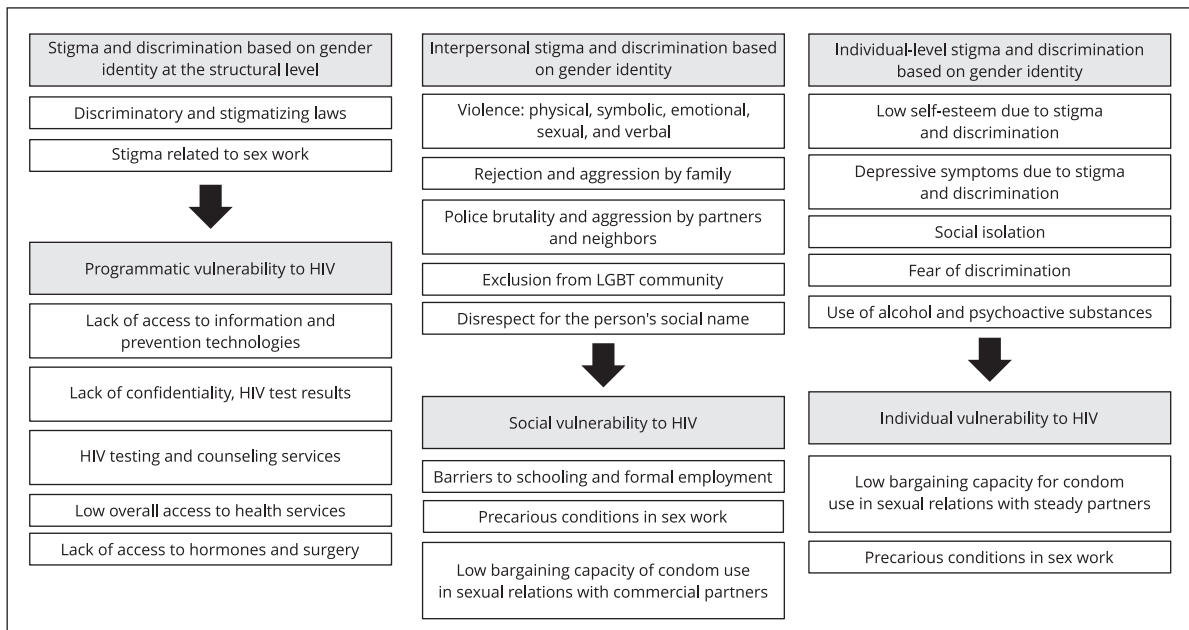 Stigma and discrimination based on gender
identity at the structural level
Discriminatory and stigmatizing laws
Stigma related to sex work
Programmatic vulnerability to HIV
Lack of access to information and
prevention technologies
Lack of confidentiality, HIV test results
HIV testing and counseling services
Low overall access to health services
Lack of access to hormones and surgery
Interpersonal stigma and discrimination based
on gender identity
Violence: physical, symbolic, emotional,
sexual, and verbal
Rejection and aggression by family
Police brutality and aggression by partners
and neighbors
Exclusion from LGBT community
Disrespect for the person's social name
Social vulnerability to HIV
Barriers to schooling and formal employment
Precarious conditions in sex work
Low bargaining capacity of condom use
in sexual relations with commercial partners
Individual-level stigma and discrimination
based on gender identity
Low self-esteem due to stigma
and discrimination
Depressive symptoms due to stigma
and discrimination
Social isolation
Fear of discrimination
Use of alcohol and psychoactive substances
Individual vulnerability to HIV
Low bargaining capacity for condom
use in sexual relations with steady partners
Precarious conditions in sex work